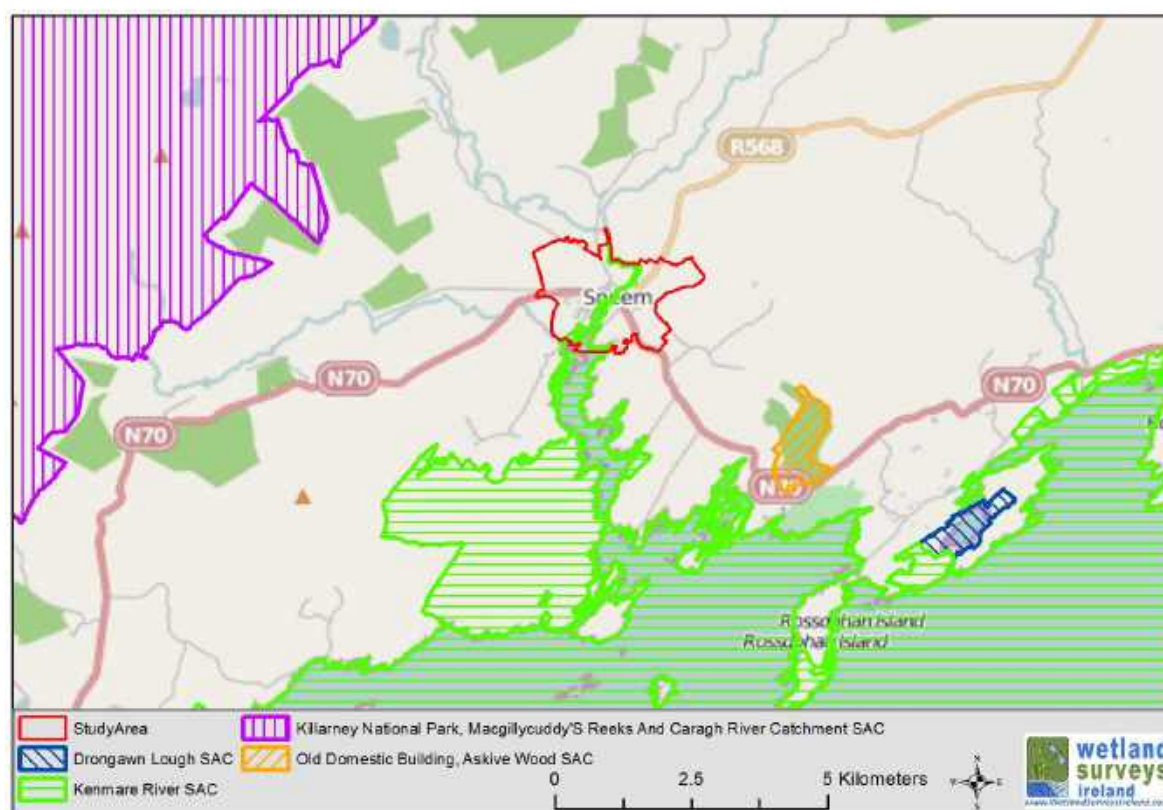 R568
Sneem
N70
N70
N70
N70
Rossdohan Island
Rossdohan Island
StudyArea
Killarney National Park, Macgillycuddy'S Reeks And Caragh River Catchment SAC
Drongawn Lough SAC
Old Domestic Building, Askive Wood SAC
Kenmare River SAC
0 2.5 5 Kilometers
wetland
surveys
ireland